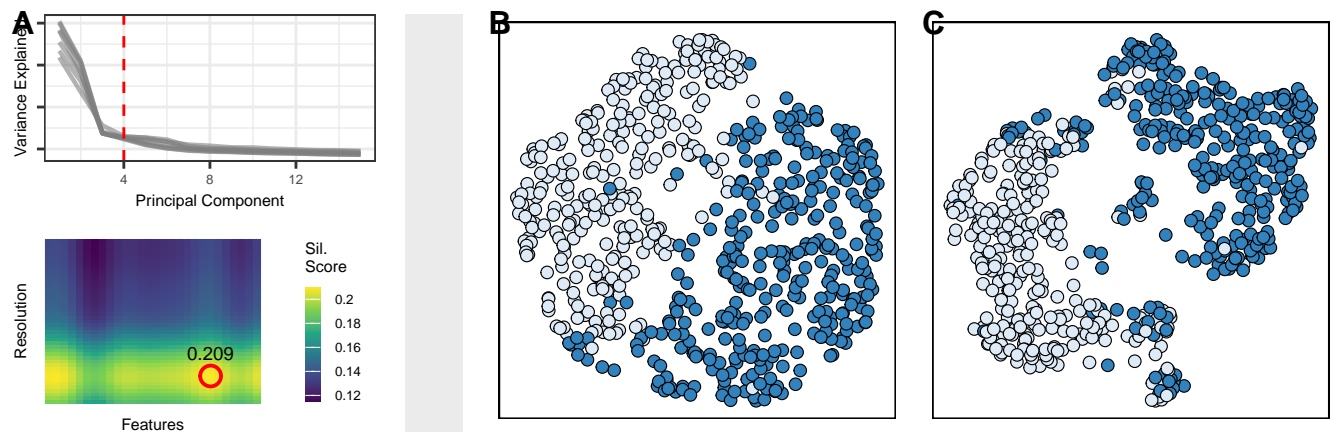 A
Variance Explained
4
8
12
Principal Component
Resolution
0.209
Features
Sil.
Score
0.2
0.18
0.16
0.14
0.12
B
C